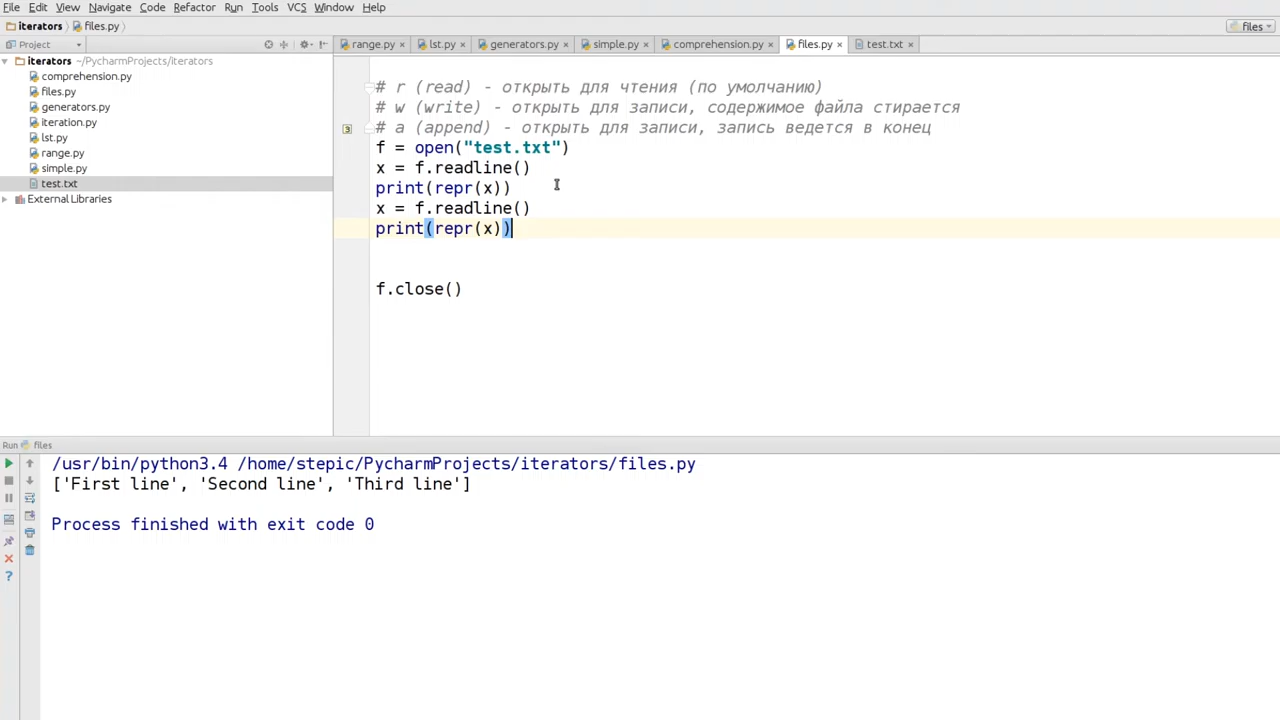 File Edit View Navigate Code Refactor Run Tools VCS Window Help
iterators files.py files
Project range.py lst.py generators.py simple.py comprehension.py files.py test.txt
iterators ~/PycharmProjects/iterators
comprehension.py
files.py
generators.py
iteration.py
lst.py
range.py
simple.py
test.txt
External Libraries
# r (read) - открыть для чтения (по умолчанию)
# w (write) - открыть для записи, содержимое файла стирается
# a (append) - открыть для записи, запись ведется в конец
f = open("test.txt")
x = f.readline()
print(repr(x))
x = f.readline()
print(repr(x))
f.close()
Run files
/usr/bin/python3.4 /home/stepic/PycharmProjects/iterators/files.py
['First line', 'Second line', 'Third line']
Process finished with exit code 0